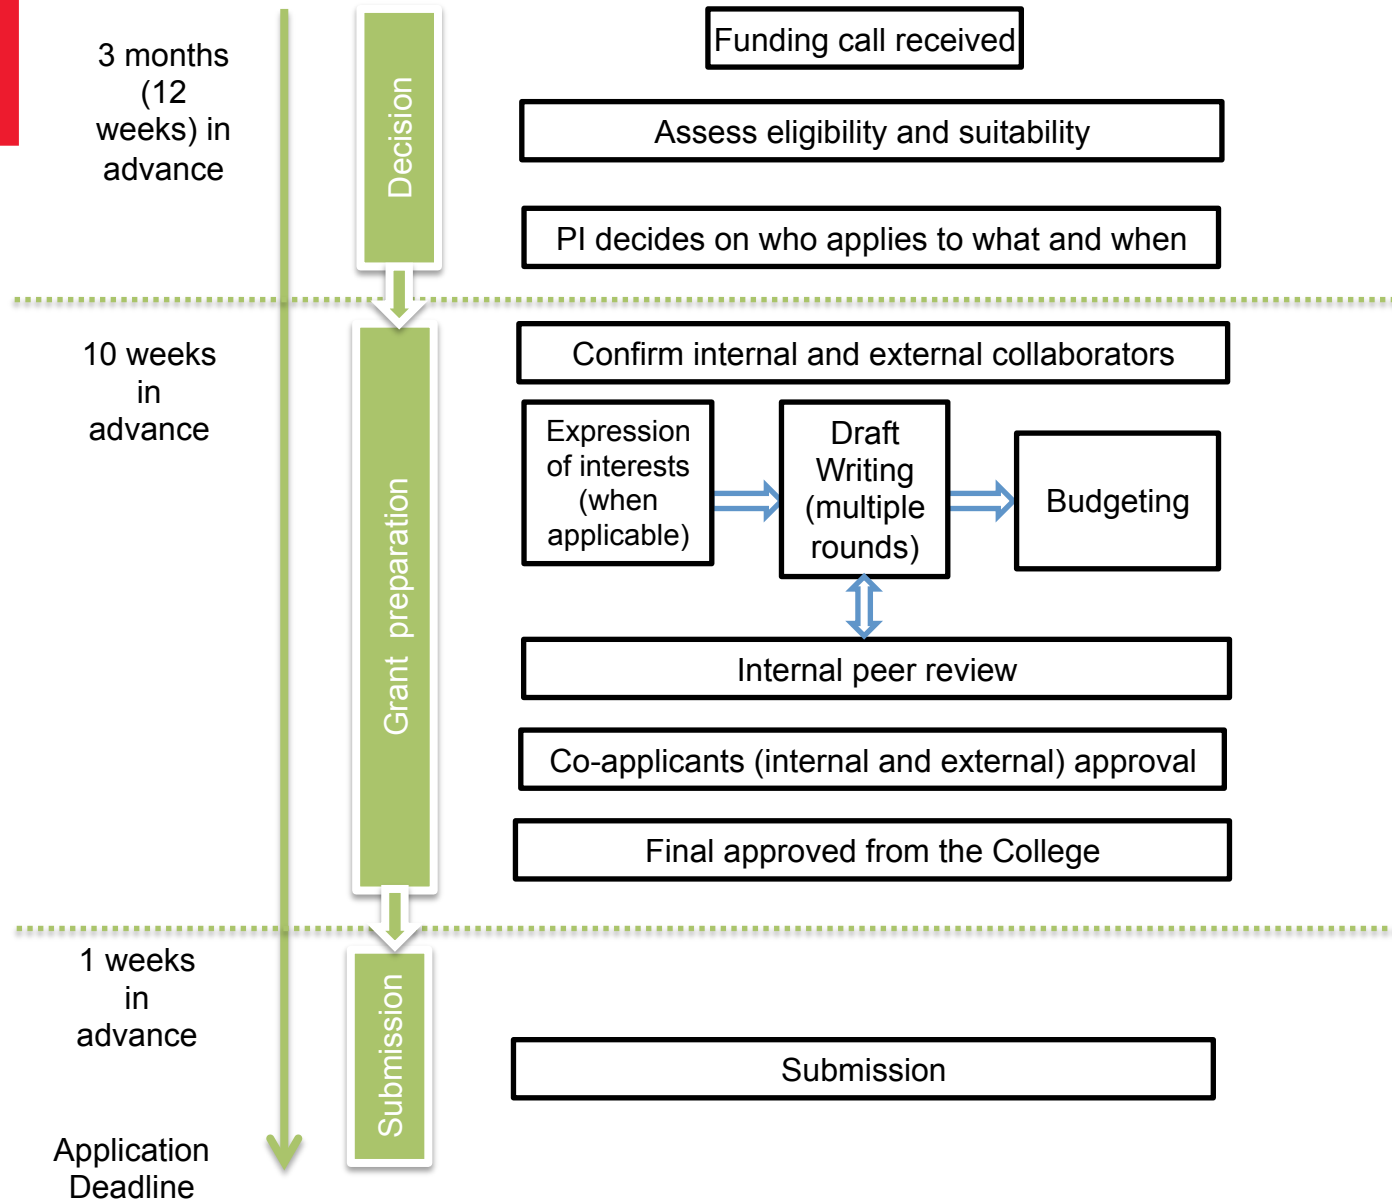 3 months
(12
weeks) in
advance
Decision
Funding call received
Assess eligibility and suitability
PI decides on who applies to what and when
10 weeks
in
advance
Grant preparation
Confirm internal and external collaborators
Expression
of interests
(when
applicable)
Draft
Writing
(multiple
rounds)
Budgeting
Internal peer review
Co-applicants (internal and external) approval
Final approved from the College
1 weeks
in
advance
Submission
Submission
Application
Deadline